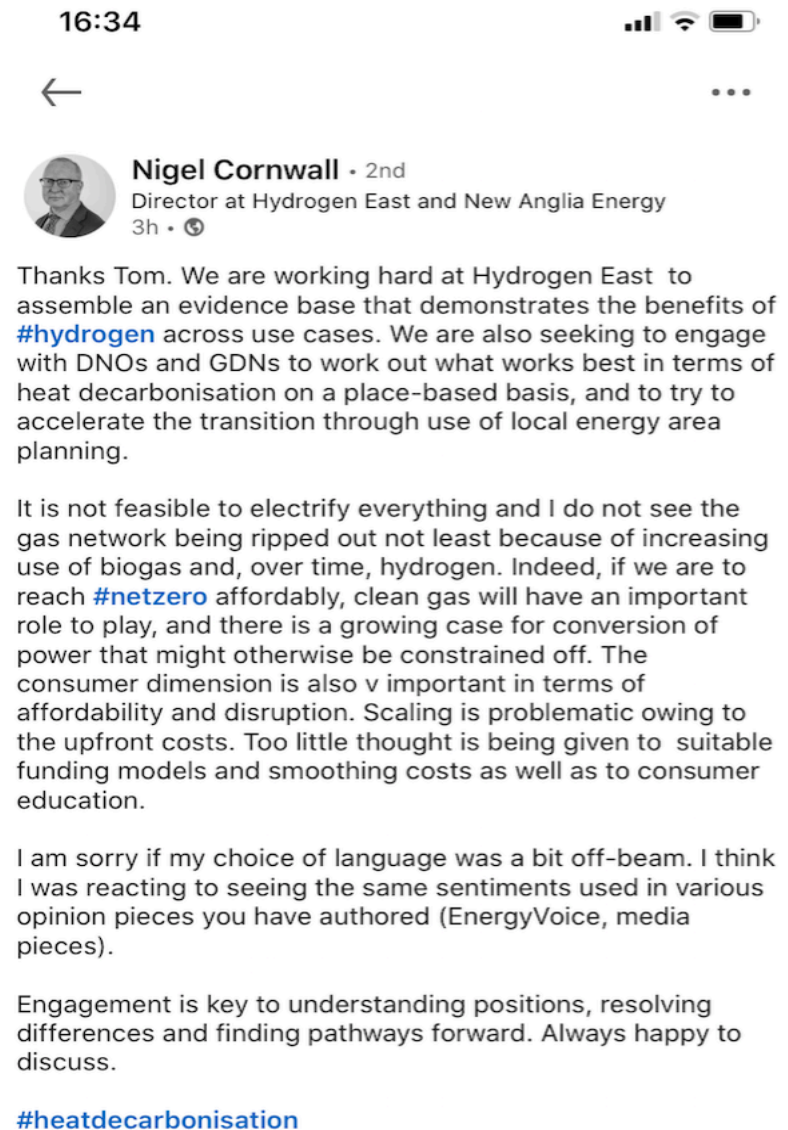 16:34
Nigel Cornwall • 2nd
Director at Hydrogen East and New Anglia Energy
3h •
Thanks Tom. We are working hard at Hydrogen East  to
assemble an evidence base that demonstrates the benefits of
#hydrogen across use cases. We are also seeking to engage
with DNOs and GDNs to work out what works best in terms of
heat decarbonisation on a place-based basis, and to try to
accelerate the transition through use of local energy area
planning.
It is not feasible to electrify everything and I do not see the
gas network being ripped out not least because of increasing
use of biogas and, over time, hydrogen. Indeed, if we are to
reach #netzero affordably, clean gas will have an important
role to play, and there is a growing case for conversion of
power that might otherwise be constrained off. The
consumer dimension is also v important in terms of
affordability and disruption. Scaling is problematic owing to
the upfront costs. Too little thought is being given to  suitable
funding models and smoothing costs as well as to consumer
education.
I am sorry if my choice of language was a bit off-beam. I think
I was reacting to seeing the same sentiments used in various
opinion pieces you have authored (EnergyVoice, media
pieces).
Engagement is key to understanding positions, resolving
differences and finding pathways forward. Always happy to
discuss.
#heatdecarbonisation